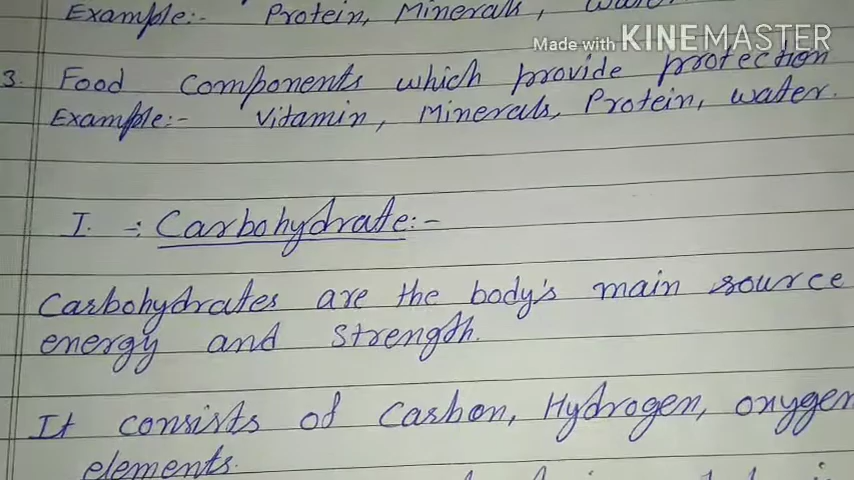 Example:- Protein, Minerals,
Made with KINEMASTER
3. Food components which provide protection
Example:- Vitamin, Minerals, Protein, water.
I. -: Carbohydrate:-
Carbohydrates are the body's main source
energy and strength.
It consists of Carbon, Hydrogen, oxygen
elements.